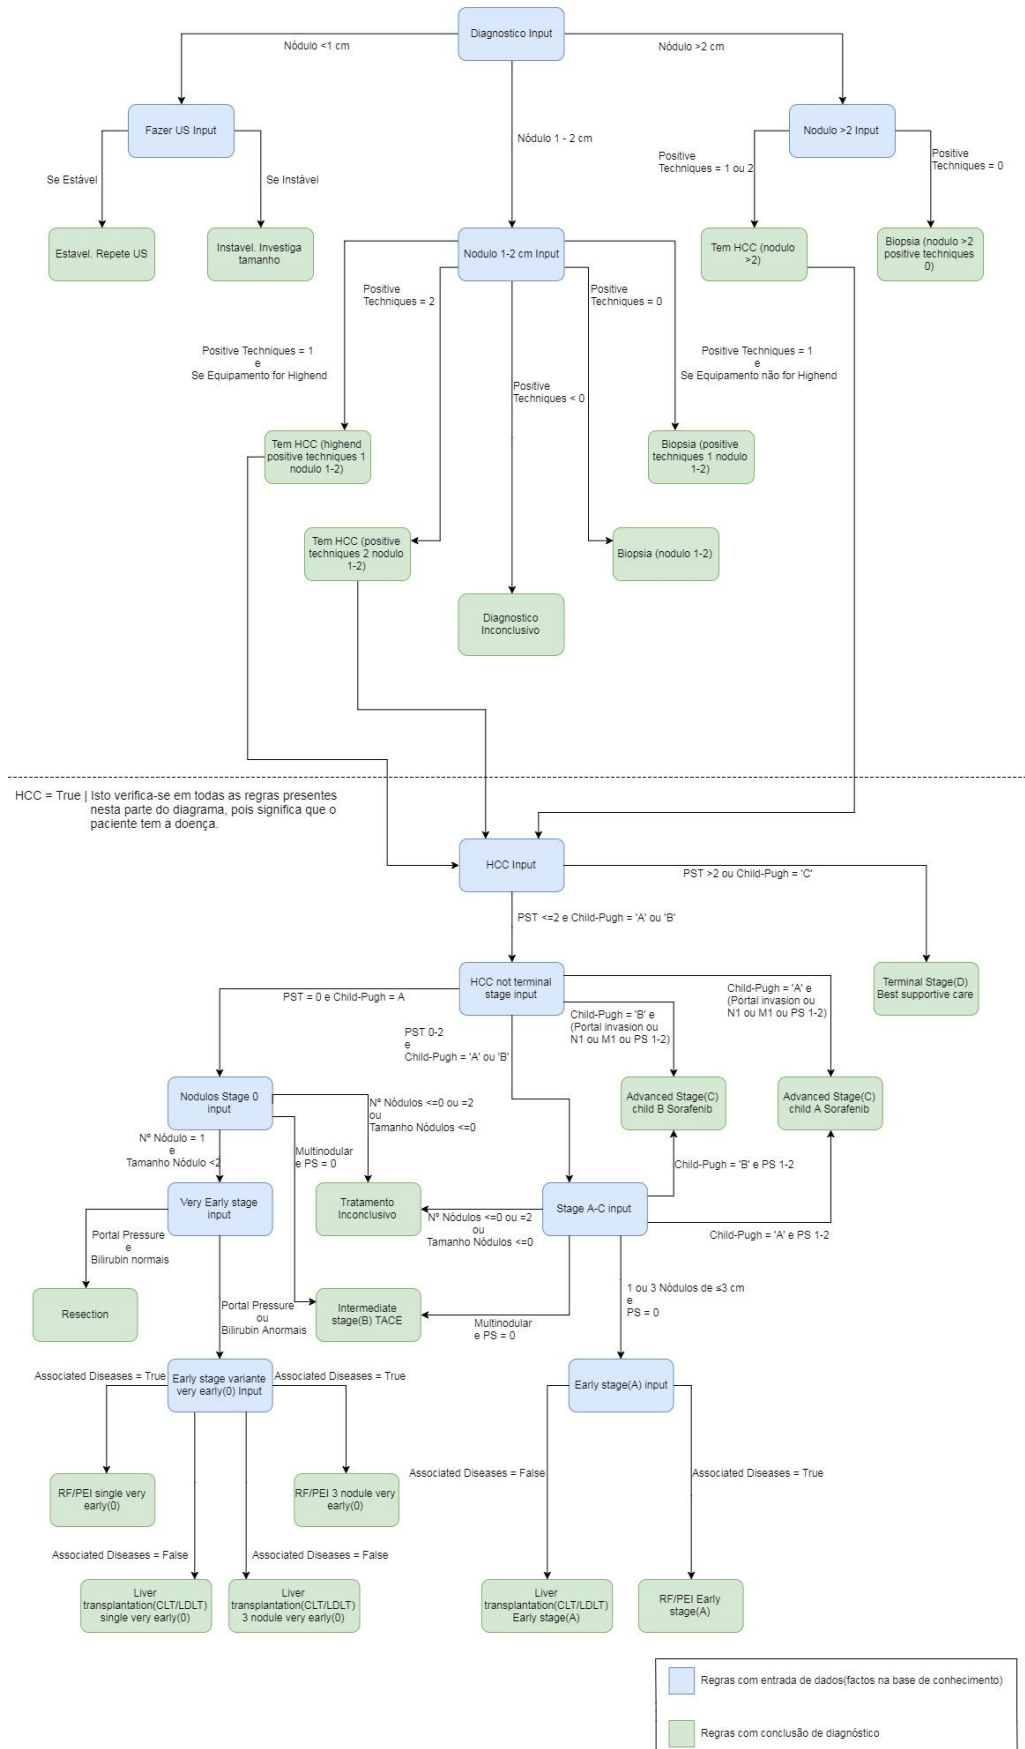 Diagnostico Input
Nódulo <1 cm
Nódulo >2 cm
Fazer US Input
Nódulo 1 - 2 cm
Nodulo >2 Input
Se Estável
Se Instável
Positive
Techniques = 1 ou 2
Positive
Techniques = 0
Estavel. Repete US
Instavel. Investiga
tamanho
Nodulo 1-2 cm Input
Tem HCC (nodulo
>2)
Biopsia (nodulo >2
positive techniques
0)
Positive
Techniques = 2
Positive
Techniques = 0
Positive Techniques = 1
e
Se Equipamento for Highend
Positive
Techniques < 0
Positive Techniques = 1
e
Se Equipamento não for Highend
Tem HCC (highend
positive techniques 1
nodulo 1-2)
Biopsia (positive
techniques 1 nodulo
1-2)
Tem HCC (positive
techniques 2 nodulo
1-2)
Biopsia (nodulo 1-2)
Diagnostico
Inconclusivo
HCC = True | Isto verifica-se em todas as regras presentes
nesta parte do diagrama, pois significa que o
paciente tem a doença.
HCC Input
PST >2 ou Child-Pugh = 'C'
PST <=2 e Child-Pugh = 'A' ou 'B'
HCC not terminal
stage input
Terminal Stage(D)
Best supportive care
PST = 0 e Child-Pugh = A
PST 0-2
e
Child-Pugh = 'A' ou 'B'
Child-Pugh = 'B' e
(Portal invasion ou
N1 ou M1 ou PS 1-2)
Child-Pugh = 'A' e
(Portal invasion ou
N1 ou M1 ou PS 1-2)
Nodulos Stage 0
input
Nº Nódulos <=0 ou =2
ou
Tamanho Nódulos <=0
Advanced Stage(C)
child B Sorafenib
Advanced Stage(C)
child A Sorafenib
Nº Nódulo = 1
e
Tamanho Nódulo <2
Multinodular
e PS = 0
Child-Pugh = 'B' e PS 1-2
Very Early stage
input
Tratamento
Inconclusivo
Nº Nódulos <=0 ou =2
ou
Tamanho Nódulos <=0
Stage A-C input
Child-Pugh = 'A' e PS 1-2
Portal Pressure
e
Bilirubin normais
Resection
Portal Pressure
ou
Bilirubin Anormais
Intermediate
stage(B) TACE
Multinodular
e PS = 0
1 ou 3 Nódulos de ≤3 cm
e
PS = 0
Associated Diseases = True
Early stage variante
very early(0) Input
Associated Diseases = True
Early stage(A) input
RF/PEI single very
early(0)
RF/PEI 3 nodule very
early(0)
Associated Diseases = False
Associated Diseases = True
Associated Diseases = False
Associated Diseases = False
Liver
transplantation(CLT/LDLT)
single very early(0)
Liver
transplantation(CLT/LDLT)
3 nodule very early(0)
Liver
transplantation(CLT/LDLT)
Early stage(A)
RF/PEI Early
stage(A)
Regras com entrada de dados(factos na base de conhecimento)
Regras com conclusão de diagnóstico